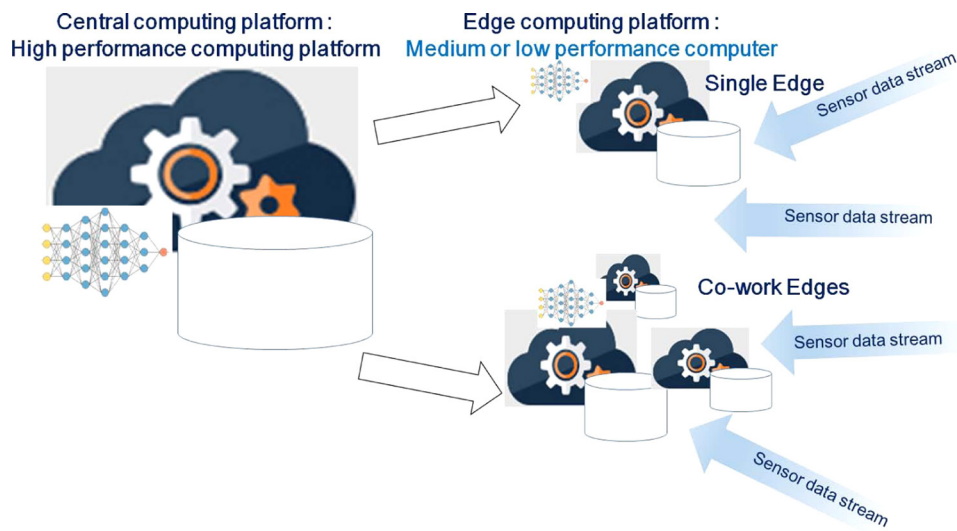 Central computing platform :
High performance computing platform
Edge computing platform :
Medium or low performance computer
Single Edge
Sensor data stream
Sensor data stream
Co-work Edges
Sensor data stream
Sensor data stream